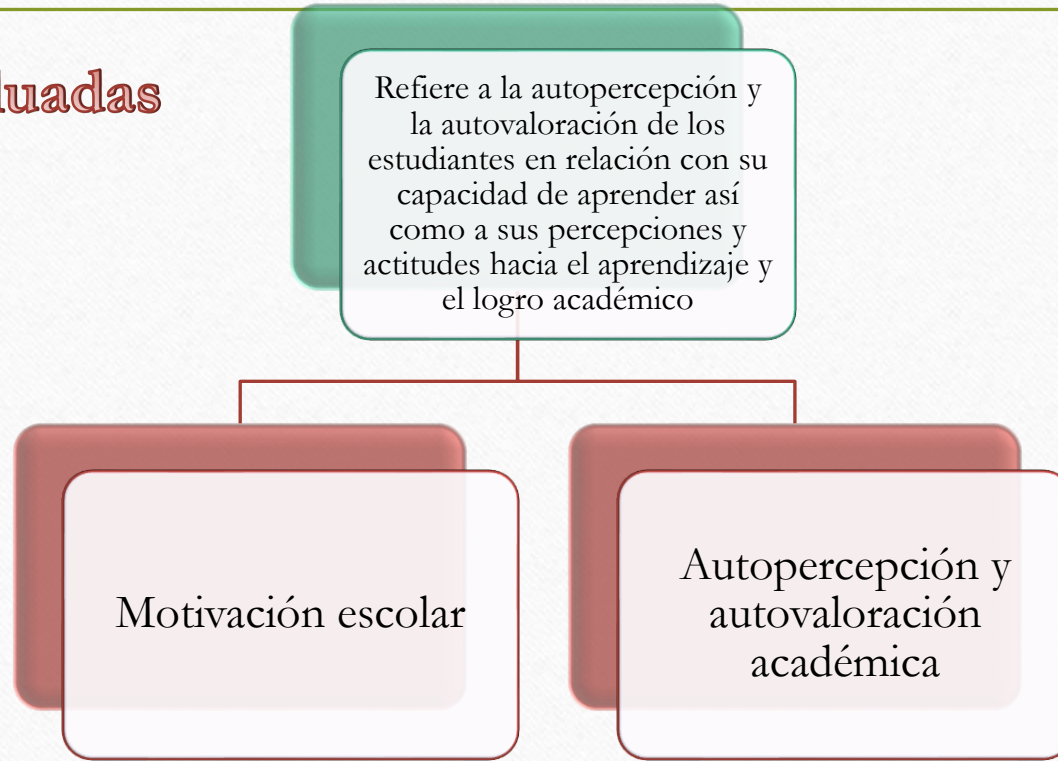 luadas
Refiere a la autopercepción y
la autovaloración de los
estudiantes en relación con su
capacidad de aprender así
como a sus percepciones y
actitudes hacia el aprendizaje y
el logro académico
Motivación escolar
Autopercepción y
autovaloración
académica